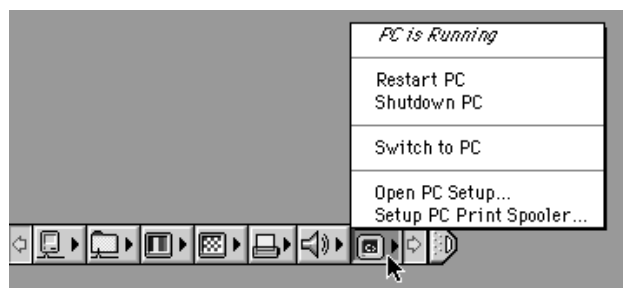 PC is Running
Restart PC
Shutdown PC
Switch to PC
Open PC Setup...
Setup PC Print Spooler...